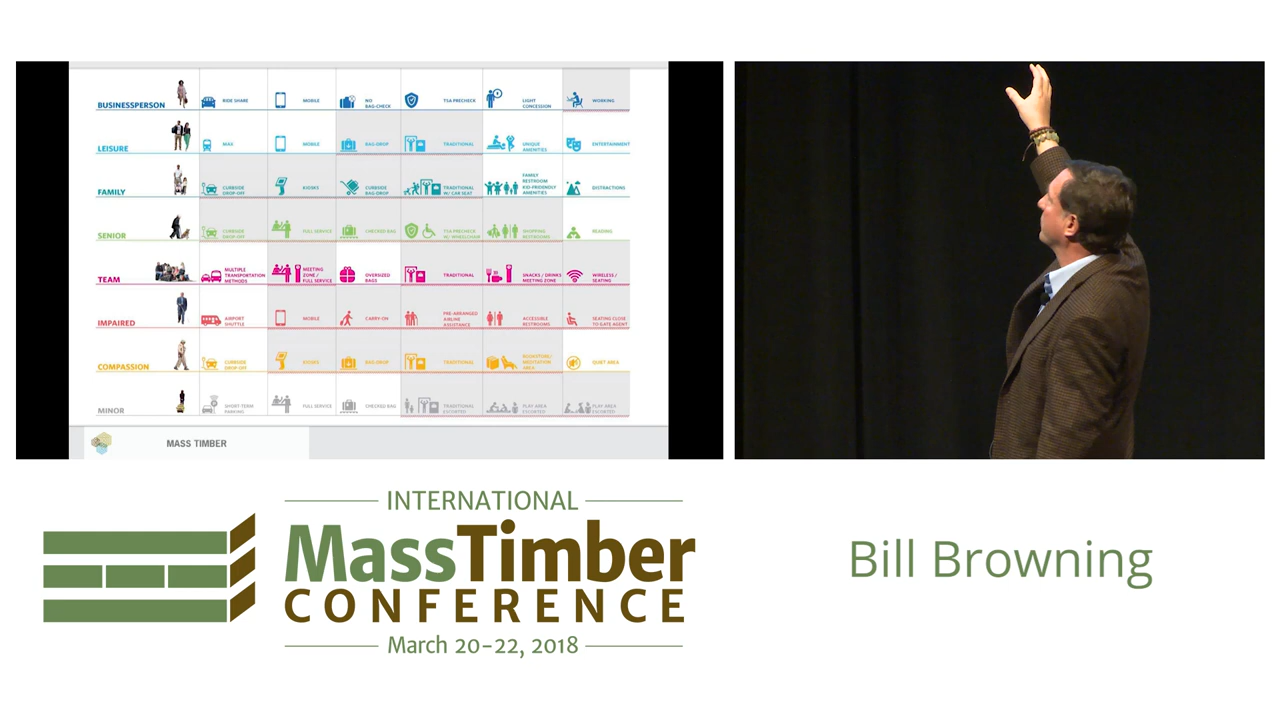 BUSINESSPERSON
RIDE SHARE
MOBILE
NO
BAG-CHECK
TSA PRECHECK
LIGHT
CONCESSION
WORKING
LEISURE
MAX
MOBILE
BAG-DROP
TRADITIONAL
UNIQUE
AMENITIES
ENTERTAINMENT
FAMILY
CURBSIDE
DROP-OFF
KIOSKS
CURBSIDE
BAG-DROP
TRADITIONAL
W/ CAR SEAT
FAMILY
RESTROOM
KID-FRIENDLY
AMENITIES
DISTRACTIONS
SENIOR
CURBSIDE
DROP-OFF
FULL SERVICE
CHECKED BAG
TSA PRECHECK
W/ WHEELCHAIR
SHOPPING
RESTROOMS
READING
TEAM
MULTIPLE
TRANSPORTATION
METHODS
MEETING
ZONE /
FULL SERVICE
OVERSIZED
BAGS
TRADITIONAL
SNACKS / DRINKS
MEETING ZONE
WIRELESS /
SEATING
IMPAIRED
AIRPORT
SHUTTLE
MOBILE
CARRY-ON
PRE-ARRANGED
AIRLINE
ASSISTANCE
ACCESSIBLE
RESTROOMS
SEATING CLOSE
TO GATE AGENT
COMPASSION
CURBSIDE
DROP-OFF
KIOSKS
BAG-DROP
TRADITIONAL
BOOKSTORE/
MEDITATION
AREA
QUIET AREA
MINOR
SHORT-TERM
PARKING
FULL SERVICE
CHECKED BAG
TRADITIONAL
ESCORTED
PLAY AREA
ESCORTED
PLAY AREA
ESCORTED
MASS TIMBER
INTERNATIONAL
MassTimber
CONFERENCE
March 20–22, 2018
Bill Browning